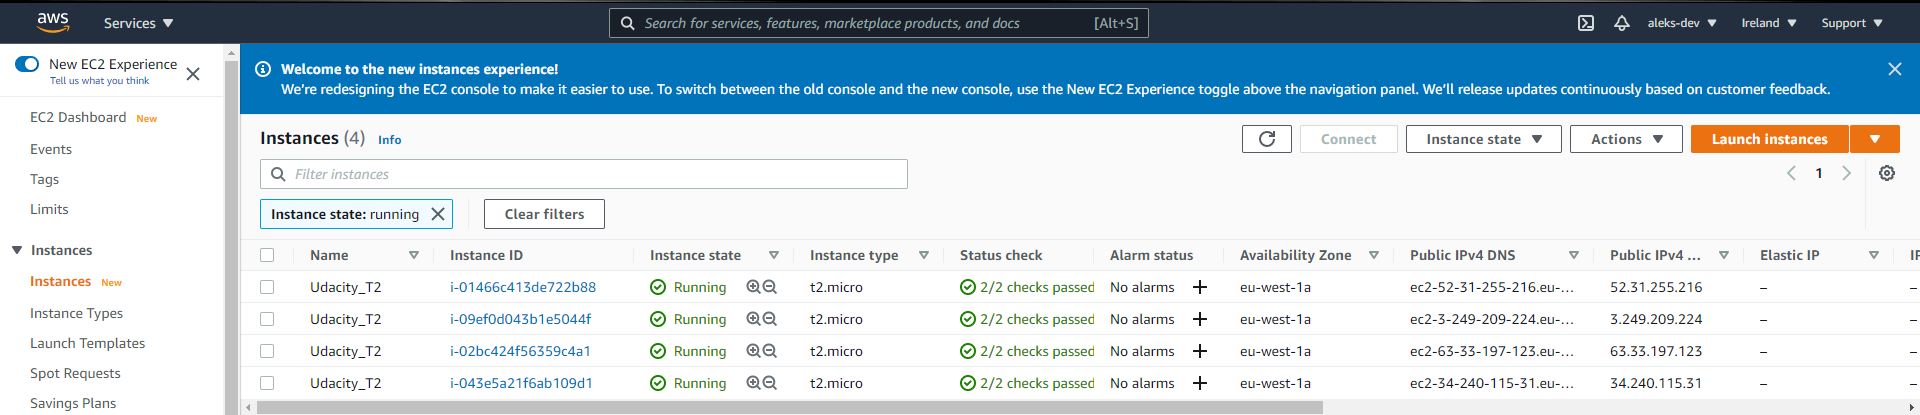 aws Services Search for services, features, marketplace products, and docs [Alt+S] aleks-dev Ireland Support
New EC2 Experience
Tell us what you think
EC2 Dashboard New
Events
Tags
Limits
Instances
Instances New
Instance Types
Launch Templates
Spot Requests
Savings Plans
Welcome to the new instances experience!
We're redesigning the EC2 console to make it easier to use. To switch between the old console and the new console, use the New EC2 Experience toggle above the navigation panel. We'll release updates continuously based on customer feedback.
Instances (4) Info Connect Instance state Actions Launch instances
Filter instances 1
Instance state: running Clear filters
Name Instance ID Instance state Instance type Status check Alarm status Availability Zone Public IPv4 DNS Public IPv4 ... Elastic IP IP
Udacity_T2 i-01466c413de722b88 Running t2.micro 2/2 checks passed No alarms + eu-west-1a ec2-52-31-255-216.eu-... 52.31.255.216 – –
Udacity_T2 i-09ef0d043b1e5044f Running t2.micro 2/2 checks passed No alarms + eu-west-1a ec2-3-249-209-224.eu-... 3.249.209.224 – –
Udacity_T2 i-02bc424f56359c4a1 Running t2.micro 2/2 checks passed No alarms + eu-west-1a ec2-63-33-197-123.eu-... 63.33.197.123 – –
Udacity_T2 i-043e5a21f6ab109d1 Running t2.micro 2/2 checks passed No alarms + eu-west-1a ec2-34-240-115-31.eu-... 34.240.115.31 – –